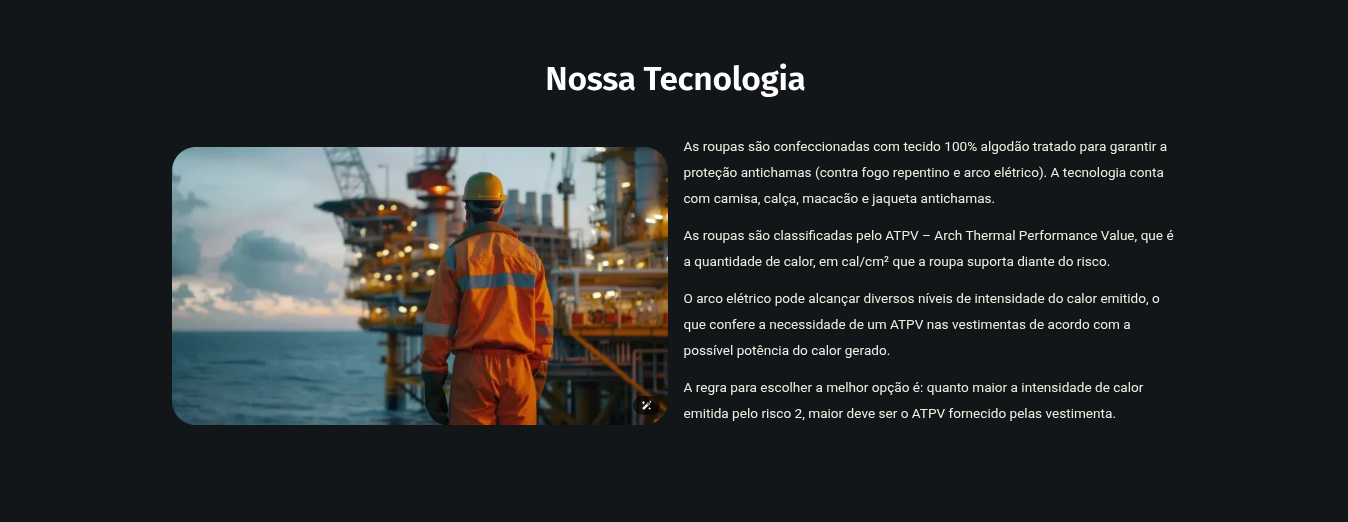 Nossa Tecnologia
As roupas são confeccionadas com tecido 100% algodão tratado para garantir a
proteção antichamas (contra fogo repentino e arco elétrico). A tecnologia conta
com camisa, calça, macacão e jaqueta antichamas.
As roupas são classificadas pelo ATPV – Arch Thermal Performance Value, que é
a quantidade de calor, em cal/cm² que a roupa suporta diante do risco.
O arco elétrico pode alcançar diversos níveis de intensidade do calor emitido, o
que confere a necessidade de um ATPV nas vestimentas de acordo com a
possível potência do calor gerado.
A regra para escolher a melhor opção é: quanto maior a intensidade de calor
emitida pelo risco 2, maior deve ser o ATPV fornecido pelas vestimenta.